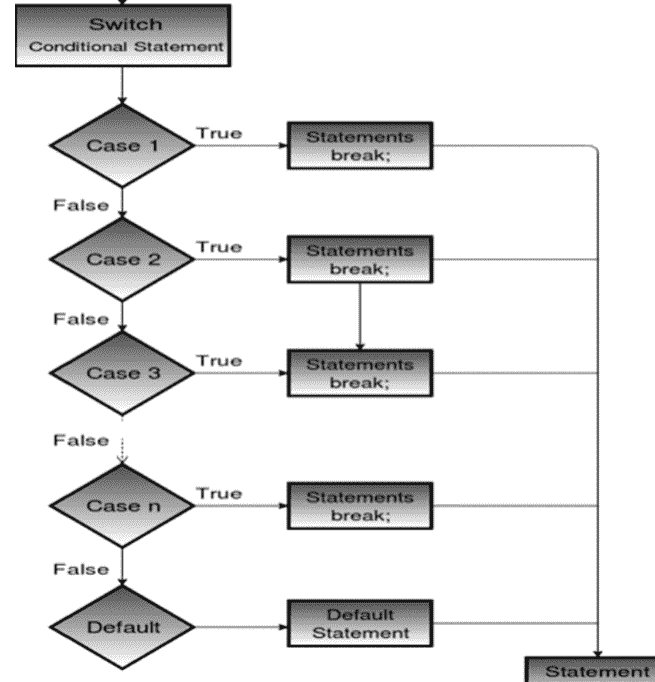 Switch
Conditional Statement
Case 1
True
Statements
break;
False
Case 2
True
Statements
break;
False
Case 3
True
Statements
break;
False
Case n
True
Statements
break;
False
Default
Default
Statement
Statement